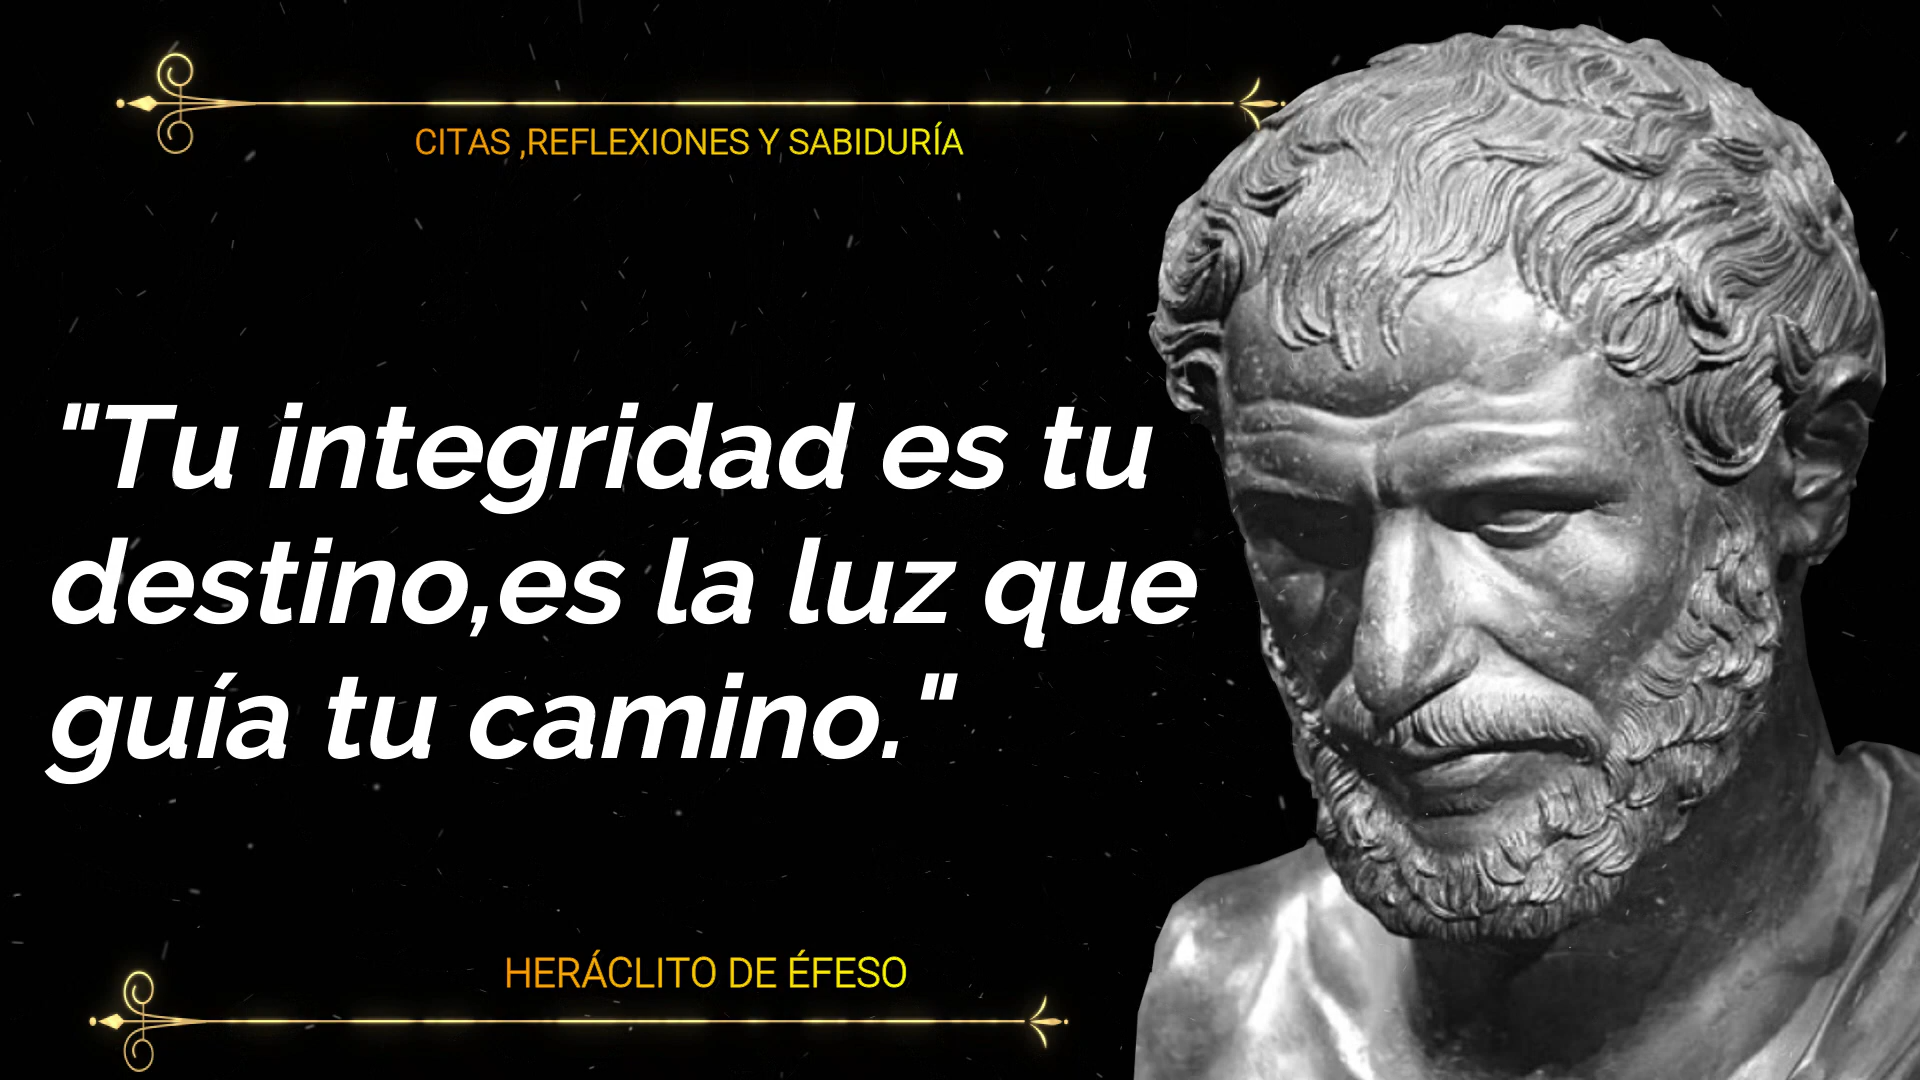 CITAS ,REFLEXIONES Y SABIDURÍA
"Tu integridad es tu
destino,es la luz que
guía tu camino."
HERÁCLITO DE ÉFESO